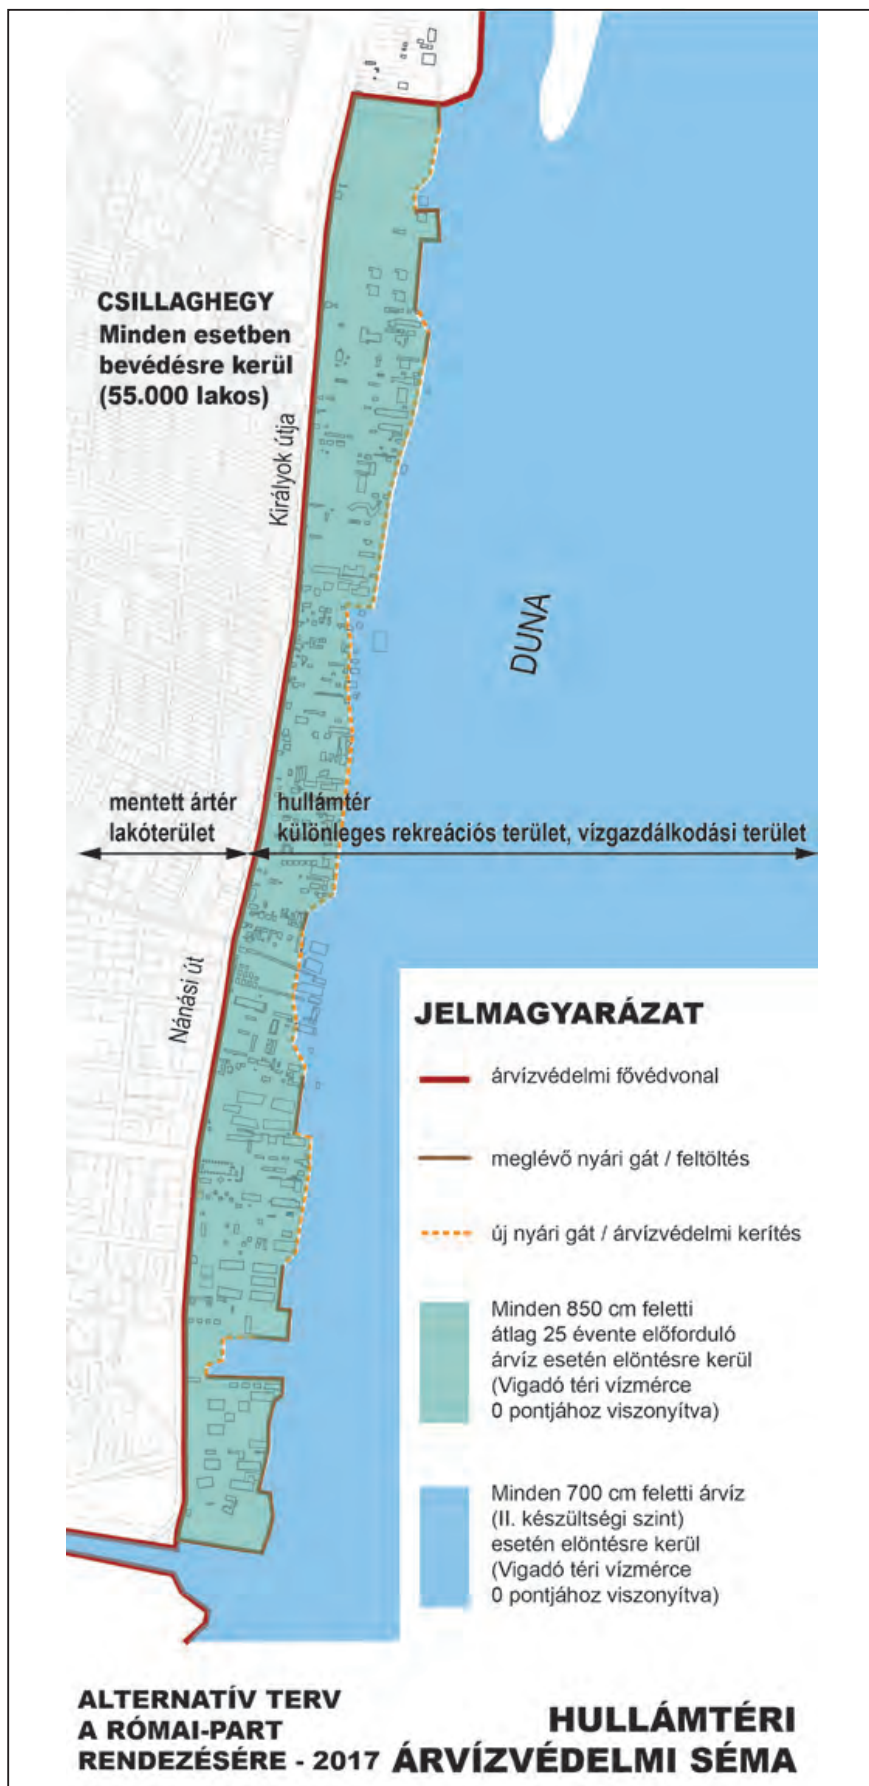 CSILLAGHEGY
Minden esetben
bevédésre kerül
(55.000 lakos)
Királyok útja
DUNA
mentett ártér
lakóterület
hullámtér
különleges rekreációs terület, vízgazdálkodási terület
Nánási út
JELMAGYARÁZAT
árvízvédelmi fővédvonal
meglévő nyári gát / feltöltés
új nyári gát / árvízvédelmi kerítés
Minden 850 cm feletti
átlag 25 évente előforduló
árvíz esetén elöntésre kerül
(Vigadó téri vízmérce
0 pontjához viszonyítva)
Minden 700 cm feletti árvíz
(II. készültségi szint)
esetén elöntésre kerül
(Vigadó téri vízmérce
0 pontjához viszonyítva)
ALTERNATÍV TERV
A RÓMAI-PART
RENDEZÉSÉRE - 2017
HULLÁMTÉRI
ÁRVÍZVÉDELMI SÉMA